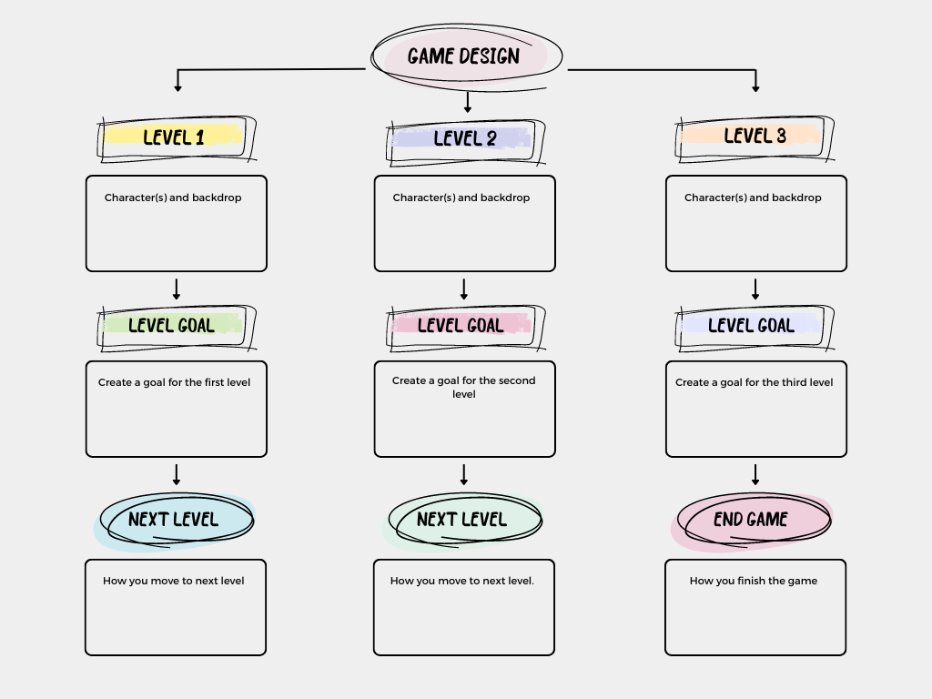 GAME DESIGN
LEVEL 1
LEVEL 2
LEVEL 3
Character(s) and backdrop
Character(s) and backdrop
Character(s) and backdrop
LEVEL GOAL
LEVEL GOAL
LEVEL GOAL
Create a goal for the first level
Create a goal for the second
level
Create a goal for the third level
NEXT LEVEL
NEXT LEVEL
END GAME
How you move to next level
How you move to next level.
How you finish the game